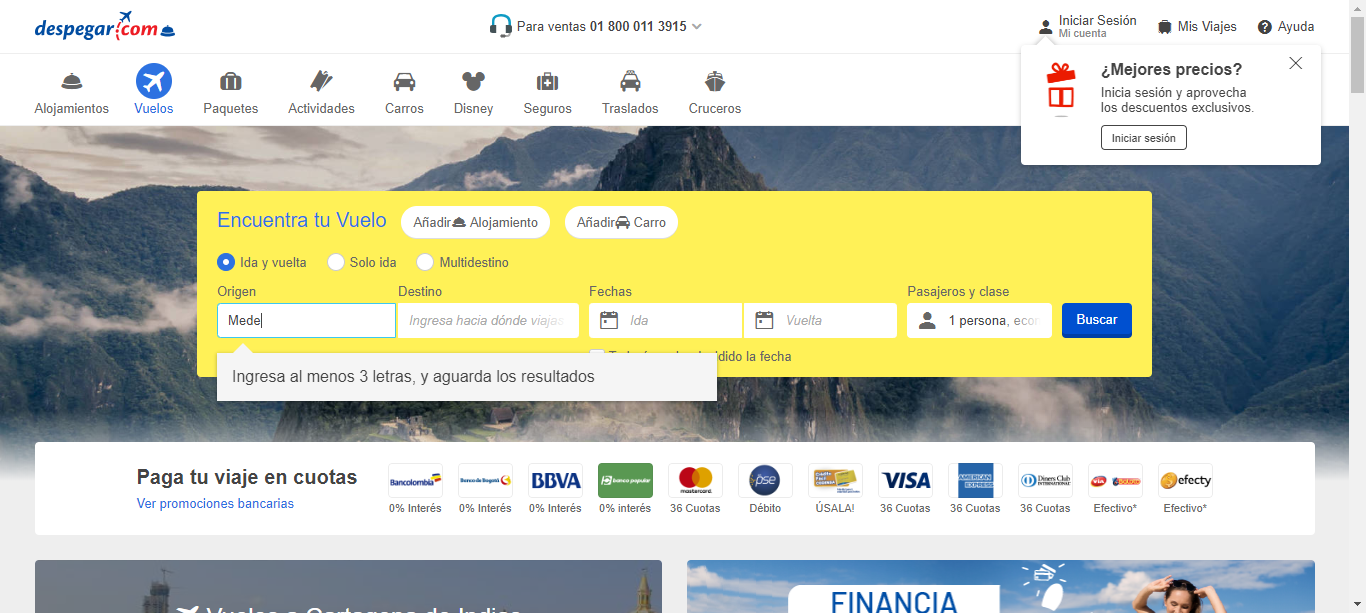 despegar.com
Para ventas 01 800 011 3915
Iniciar Sesión
Mi cuenta
Mis Viajes
Ayuda
¿Mejores precios?
Inicia sesión y aprovecha
los descuentos exclusivos.
Iniciar sesión
Alojamientos
Vuelos
Paquetes
Actividades
Carros
Disney
Seguros
Traslados
Cruceros
Encuentra tu Vuelo
Añadir Alojamiento
Añadir Carro
Ida y vuelta
Solo ida
Multidestino
Origen
Destino
Fechas
Pasajeros y clase
Mede
Ingresa hacia dónde viajas
Ida
Vuelta
1 persona, econ
Buscar
dido la fecha
Ingresa al menos 3 letras, y aguarda los resultados
Paga tu viaje en cuotas
Ver promociones bancarias
Bancolombia
Banco de Bogotá
BBVA
banco popular
mastercard
pse
VISA
AMERICAN EXPRESS
Diners Club INTERNATIONAL
via BALOTO
efecty
0% Interés
0% Interés
0% Interés
0% interés
36 Cuotas
Débito
ÚSALA!
36 Cuotas
36 Cuotas
36 Cuotas
Efectivo*
Efectivo*
Vuelos a Cartagena de Indias
FINANCIA